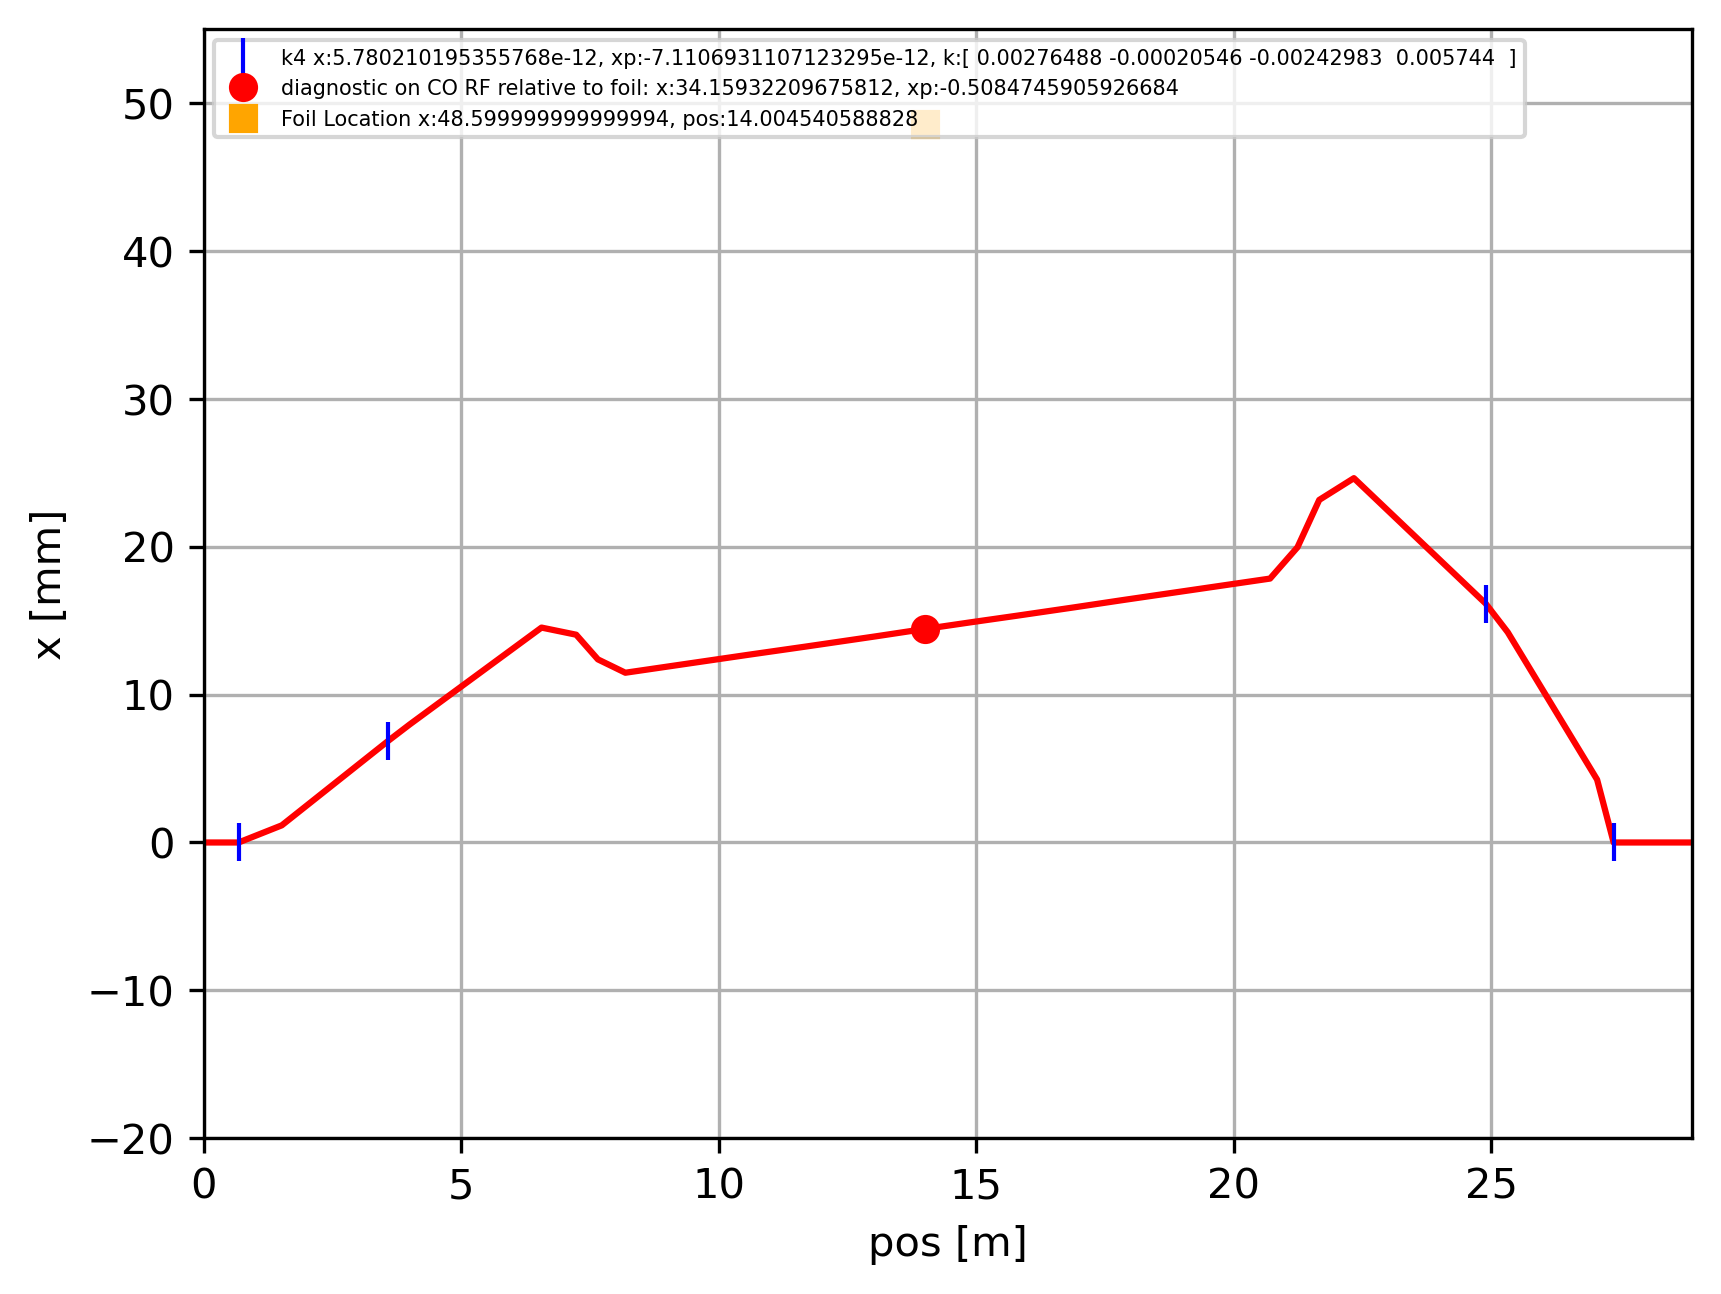 k4 x:5.780210195355768e-12, xp:-7.1106931107123295e-12, k:[ 0.00276488 -0.00020546 -0.00242983  0.005744  ]
diagnostic on CO RF relative to foil: x:34.15932209675812, xp:-0.5084745905926684
Foil Location x:48.599999999999994, pos:14.004540588828
50
40
30
20
10
0
−10
−20
x [mm]
0 5 10 15 20 25
pos [m]